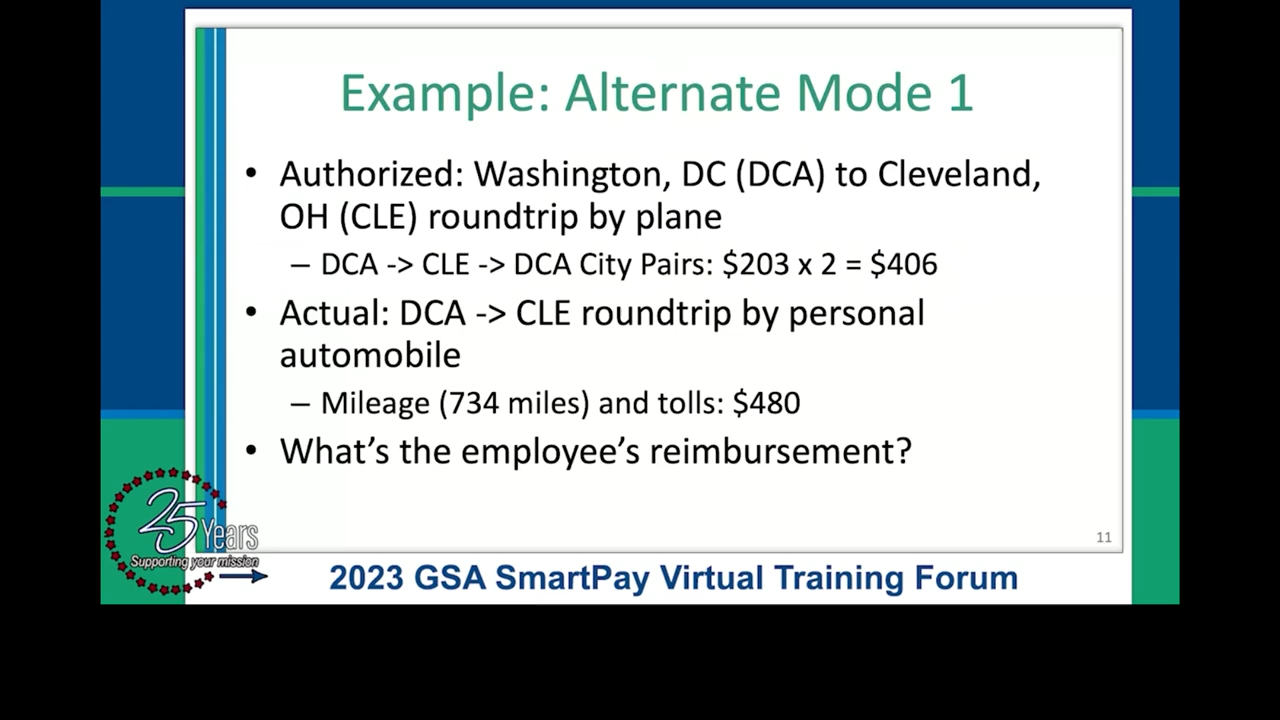 Example: Alternate Mode 1
• Authorized: Washington, DC (DCA) to Cleveland,
OH (CLE) roundtrip by plane
– DCA -> CLE -> DCA City Pairs: $203 x 2 = $406
• Actual: DCA -> CLE roundtrip by personal
automobile
– Mileage (734 miles) and tolls: $480
• What’s the employee’s reimbursement?
11
25 Years
Supporting your mission
2023 GSA SmartPay Virtual Training Forum